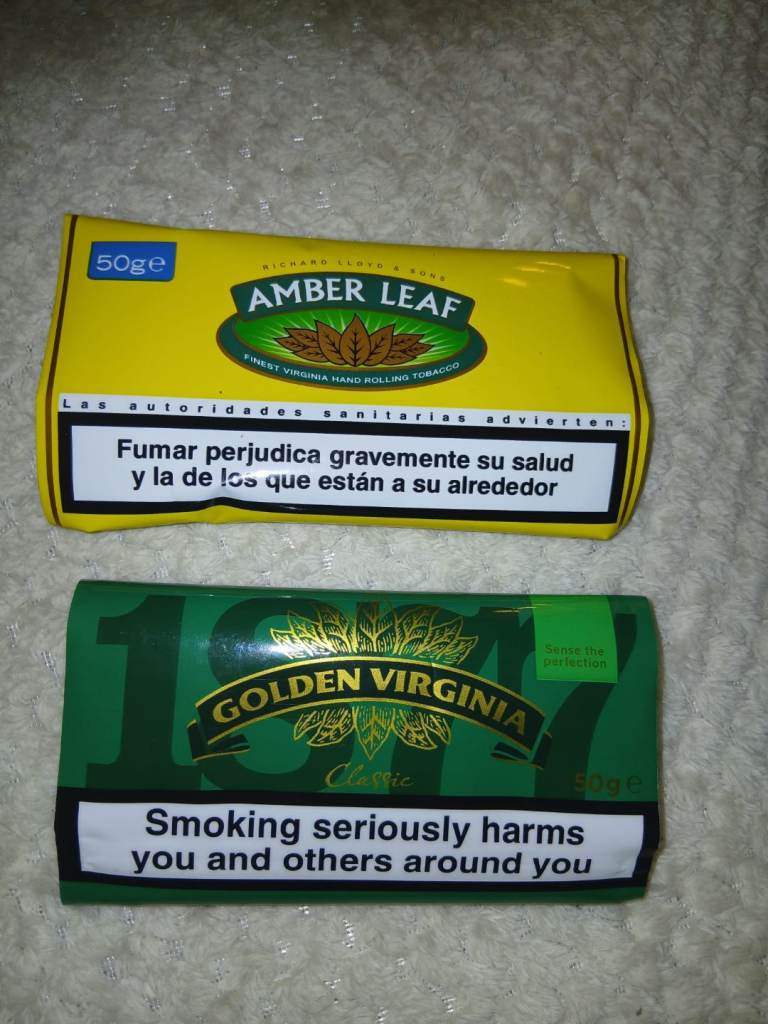 50g e
RICHARD LLOYD & SONS
AMBER LEAF
FINEST VIRGINIA HAND ROLLING TOBACCO
Las autoridades sanitarias advierten:
Fumar perjudica gravemente su salud
y la de los que están a su alrededor
1877
Sense the
perfection
GOLDEN VIRGINIA
Classic
50g e
Smoking seriously harms
you and others around you